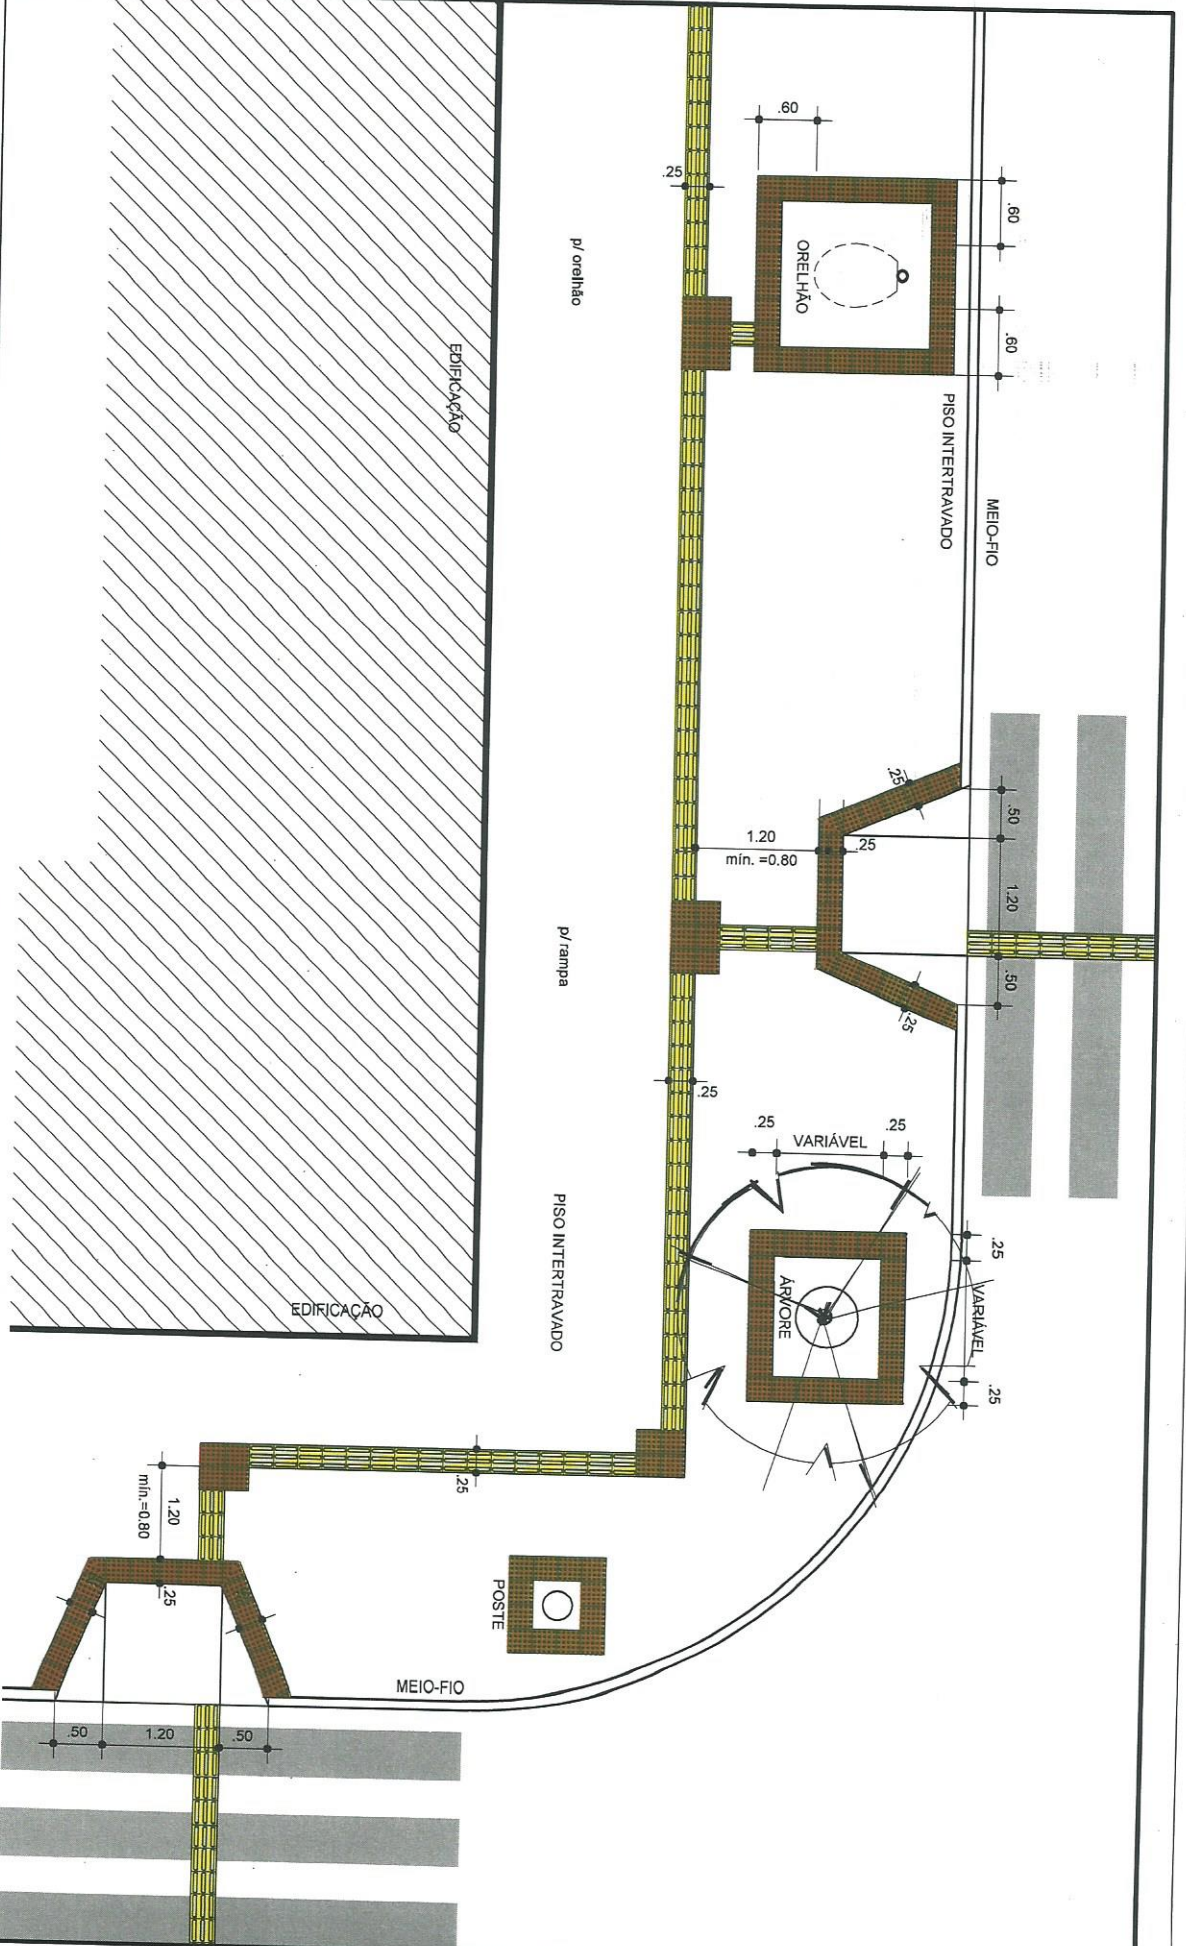 .60
.25
.60
ORELHÃO
.60
p/ orelhão
EDIFICAÇÃO
PISO INTERTRAVADO
MEIO-FIO
.25
.50
1.20
mín. =0.80
.25
1.20
p/ rampa
.50
.25
.25
.25
VARIÁVEL
.25
.25
ÁRVORE
VARIÁVEL
.25
PISO INTERTRAVADO
EDIFICAÇÃO
.25
1.20
mín.=0.80
.25
POSTE
MEIO-FIO
.50
1.20
.50